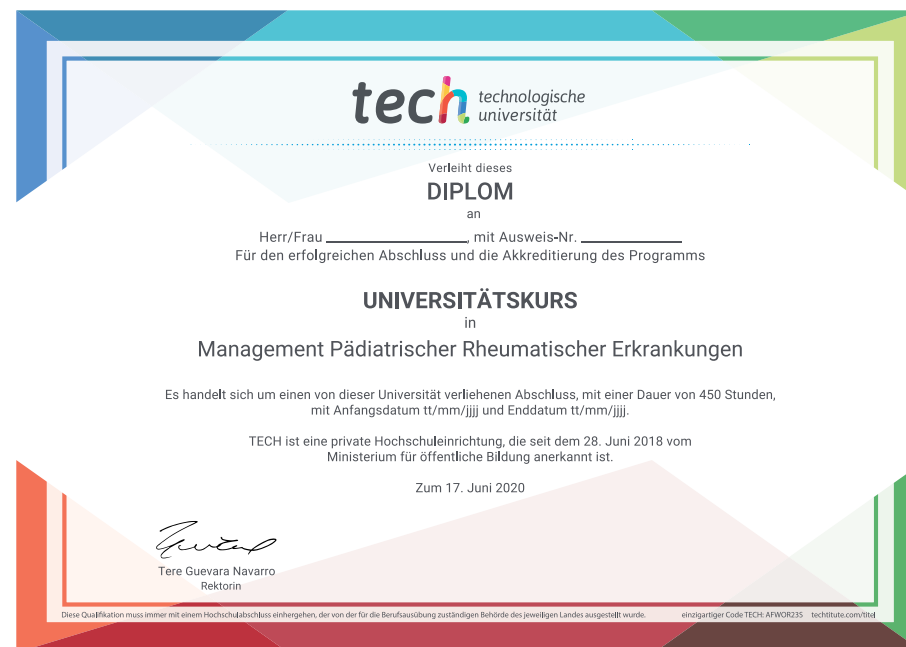 tech technologische
universität
Verleiht dieses
DIPLOM
an
Herr/Frau ____________, mit Ausweis-Nr. ____________
Für den erfolgreichen Abschluss und die Akkreditierung des Programms
UNIVERSITÄTSKURS
in
Management Pädiatrischer Rheumatischer Erkrankungen
Es handelt sich um einen von dieser Universität verliehenen Abschluss, mit einer Dauer von 450 Stunden,
mit Anfangsdatum tt/mm/jjjj und Enddatum tt/mm/jjjj.
TECH ist eine private Hochschuleinrichtung, die seit dem 28. Juni 2018 vom
Ministerium für öffentliche Bildung anerkannt ist.
Zum 17. Juni 2020
Tere Guevara Navarro
Rektorin
Diese Qualifikation muss immer mit einem Hochschulabschluss einhergehen, der von der für die Berufsausübung zuständigen Behörde des jeweiligen Landes ausgestellt wurde. einzigartiger Code TECH: AFWOR23S techtitute.com/titel